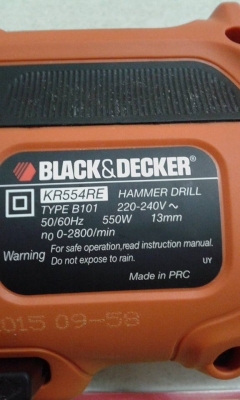 BLACK&DECKER
KR554RE HAMMER DRILL
TYPE B101 220-240V ~
50/60Hz 550W 13mm
no 0-2800/min
Warning For safe operation,read instruction manual.
Do not expose to rain. UY
Made in PRC
2015 09-58